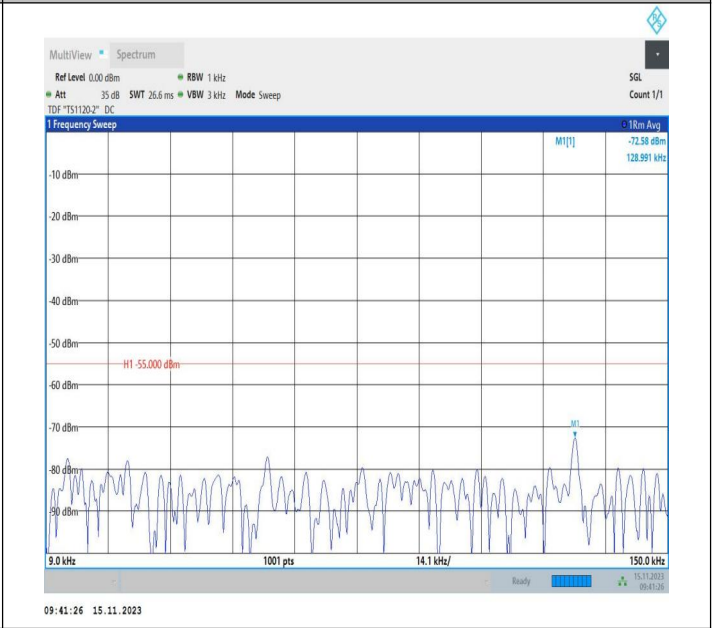 R S
MultiView Spectrum
Ref Level 0.00 dBm RBW 1 kHz SGL
Att 35 dB SWT 26.6 ms VBW 3 kHz Mode Sweep Count 1/1
TDF "TS1120-2" DC
1 Frequency Sweep 1Rm Avg
M1[1] -72.58 dBm
128.991 kHz
-10 dBm
-20 dBm
-30 dBm
-40 dBm
-50 dBm
H1 -55.000 dBm
-60 dBm
-70 dBm
M1
-80 dBm
-90 dBm
9.0 kHz 1001 pts 14.1 kHz/ 150.0 kHz
Ready 15.11.2023
09:41:26
09:41:26 15.11.2023